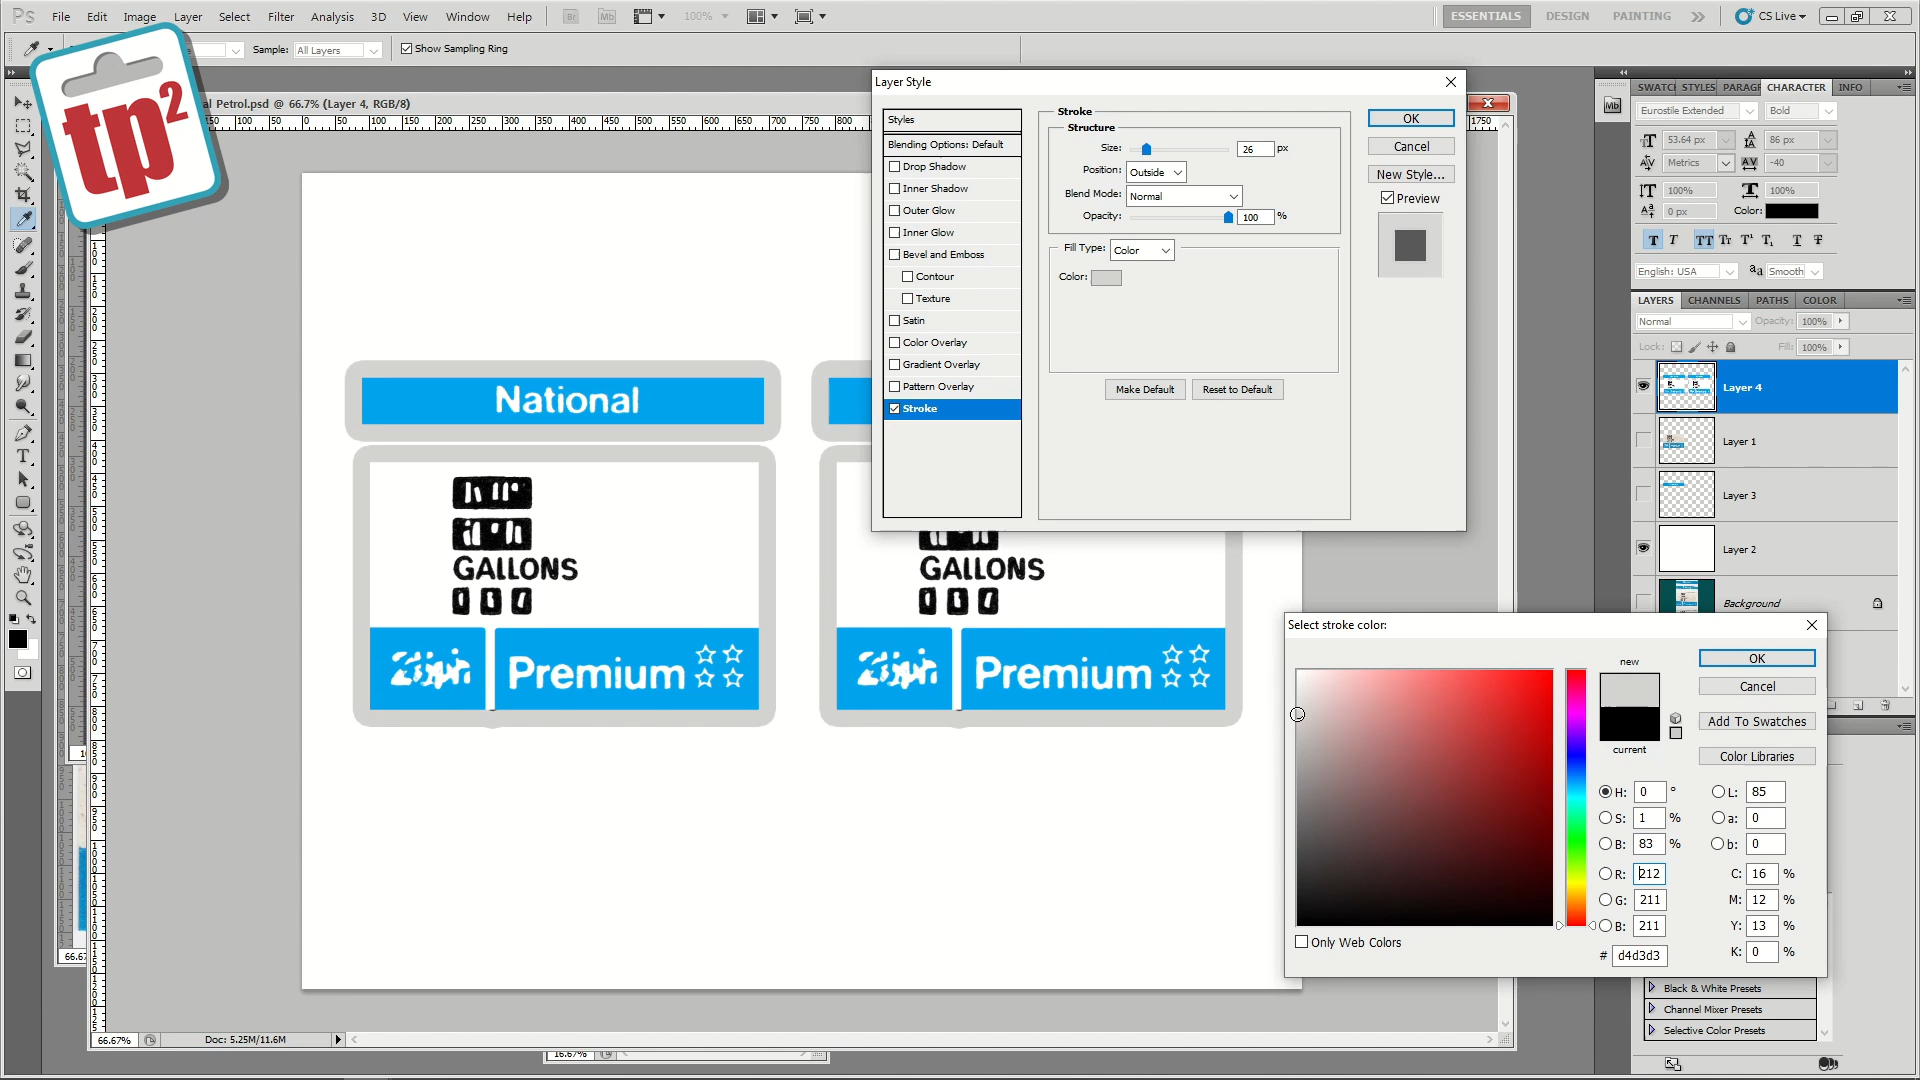 Ps File Edit Image Layer Select Filter Analysis 3D View Window Help Br Mb 100% ESSENTIALS DESIGN PAINTING CS Live
Sample: All Layers Show Sampling Ring
tp2
al Petrol.psd @ 66.7% (Layer 4, RGB/8)
Layer Style
Styles
Blending Options: Default
Drop Shadow
Inner Shadow
Outer Glow
Inner Glow
Bevel and Emboss
Contour
Texture
Satin
Color Overlay
Gradient Overlay
Pattern Overlay
Stroke
Stroke
Structure
Size: 26 px
Position: Outside
Blend Mode: Normal
Opacity: 100 %
Fill Type: Color
Color:
Make Default Reset to Default
OK
Cancel
New Style...
Preview
National
GALLONS
Premium
GALLONS
Premium
Mb
STYLES CHARACTER INFO
Eurostile Extended Bold
53.64 px 86 px
Metrics -40
100% 100%
0 px Color:
English: USA aa Smooth
LAYERS CHANNELS PATHS COLOR
Normal Opacity: 100%
Lock: Fill: 100%
Layer 4
Layer 1
Layer 3
Layer 2
Background
Select stroke color:
new
current
OK
Cancel
Add To Swatches
Color Libraries
H: 0 ° L: 85
S: 1 % a: 0
B: 83 % b: 0
R: 212 C: 16 %
G: 211 M: 12 %
B: 211 Y: 13 %
# d4d3d3 K: 0 %
Only Web Colors
Black & White Presets
Channel Mixer Presets
Selective Color Presets
66.67% Doc: 5.25M/11.6M
16.67%